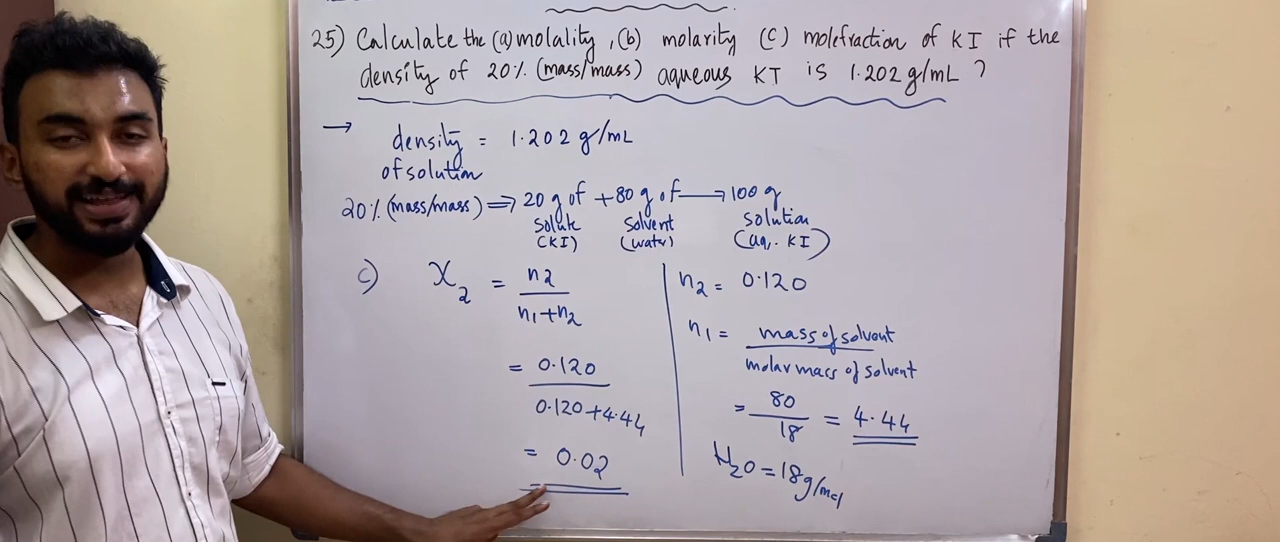 25) Calculate the (a) molality, (b) molarity (c) molefraction of KI if the
density of 20% (mass/mass) aqueous KI is 1.202 g/mL ?
→ density = 1.202 g/mL
of solution
20% (mass/mass) ⇒ 20 g of + 80 g of → 100 g
solute solvent solution
(KI) (water) (aq. KI)
c) X₂ = n₂ / (n₁+n₂)
= 0.120 / (0.120+4.44)
= 0.02
n₂ = 0.120
n₁ = mass of solvent
molar mass of solvent
= 80/18 = 4.44
H₂O = 18g/mol